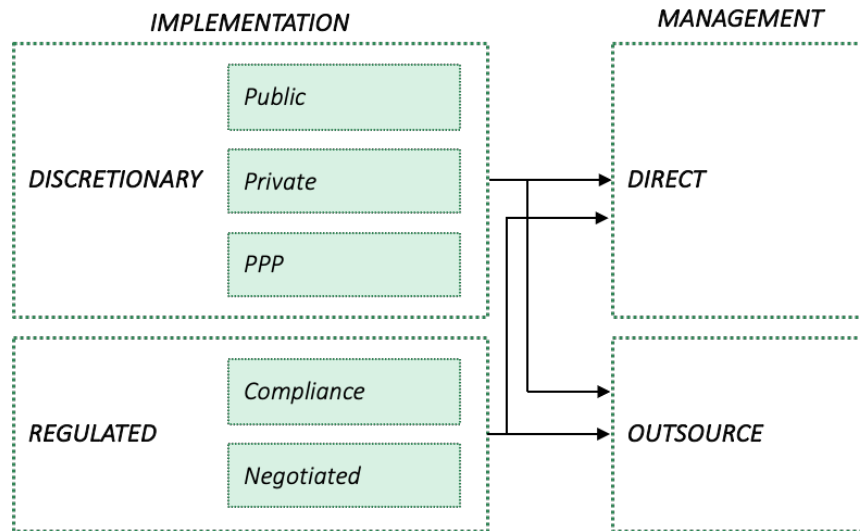 IMPLEMENTATION
MANAGEMENT
Public
DISCRETIONARY
Private
DIRECT
PPP
Compliance
REGULATED
OUTSOURCE
Negotiated